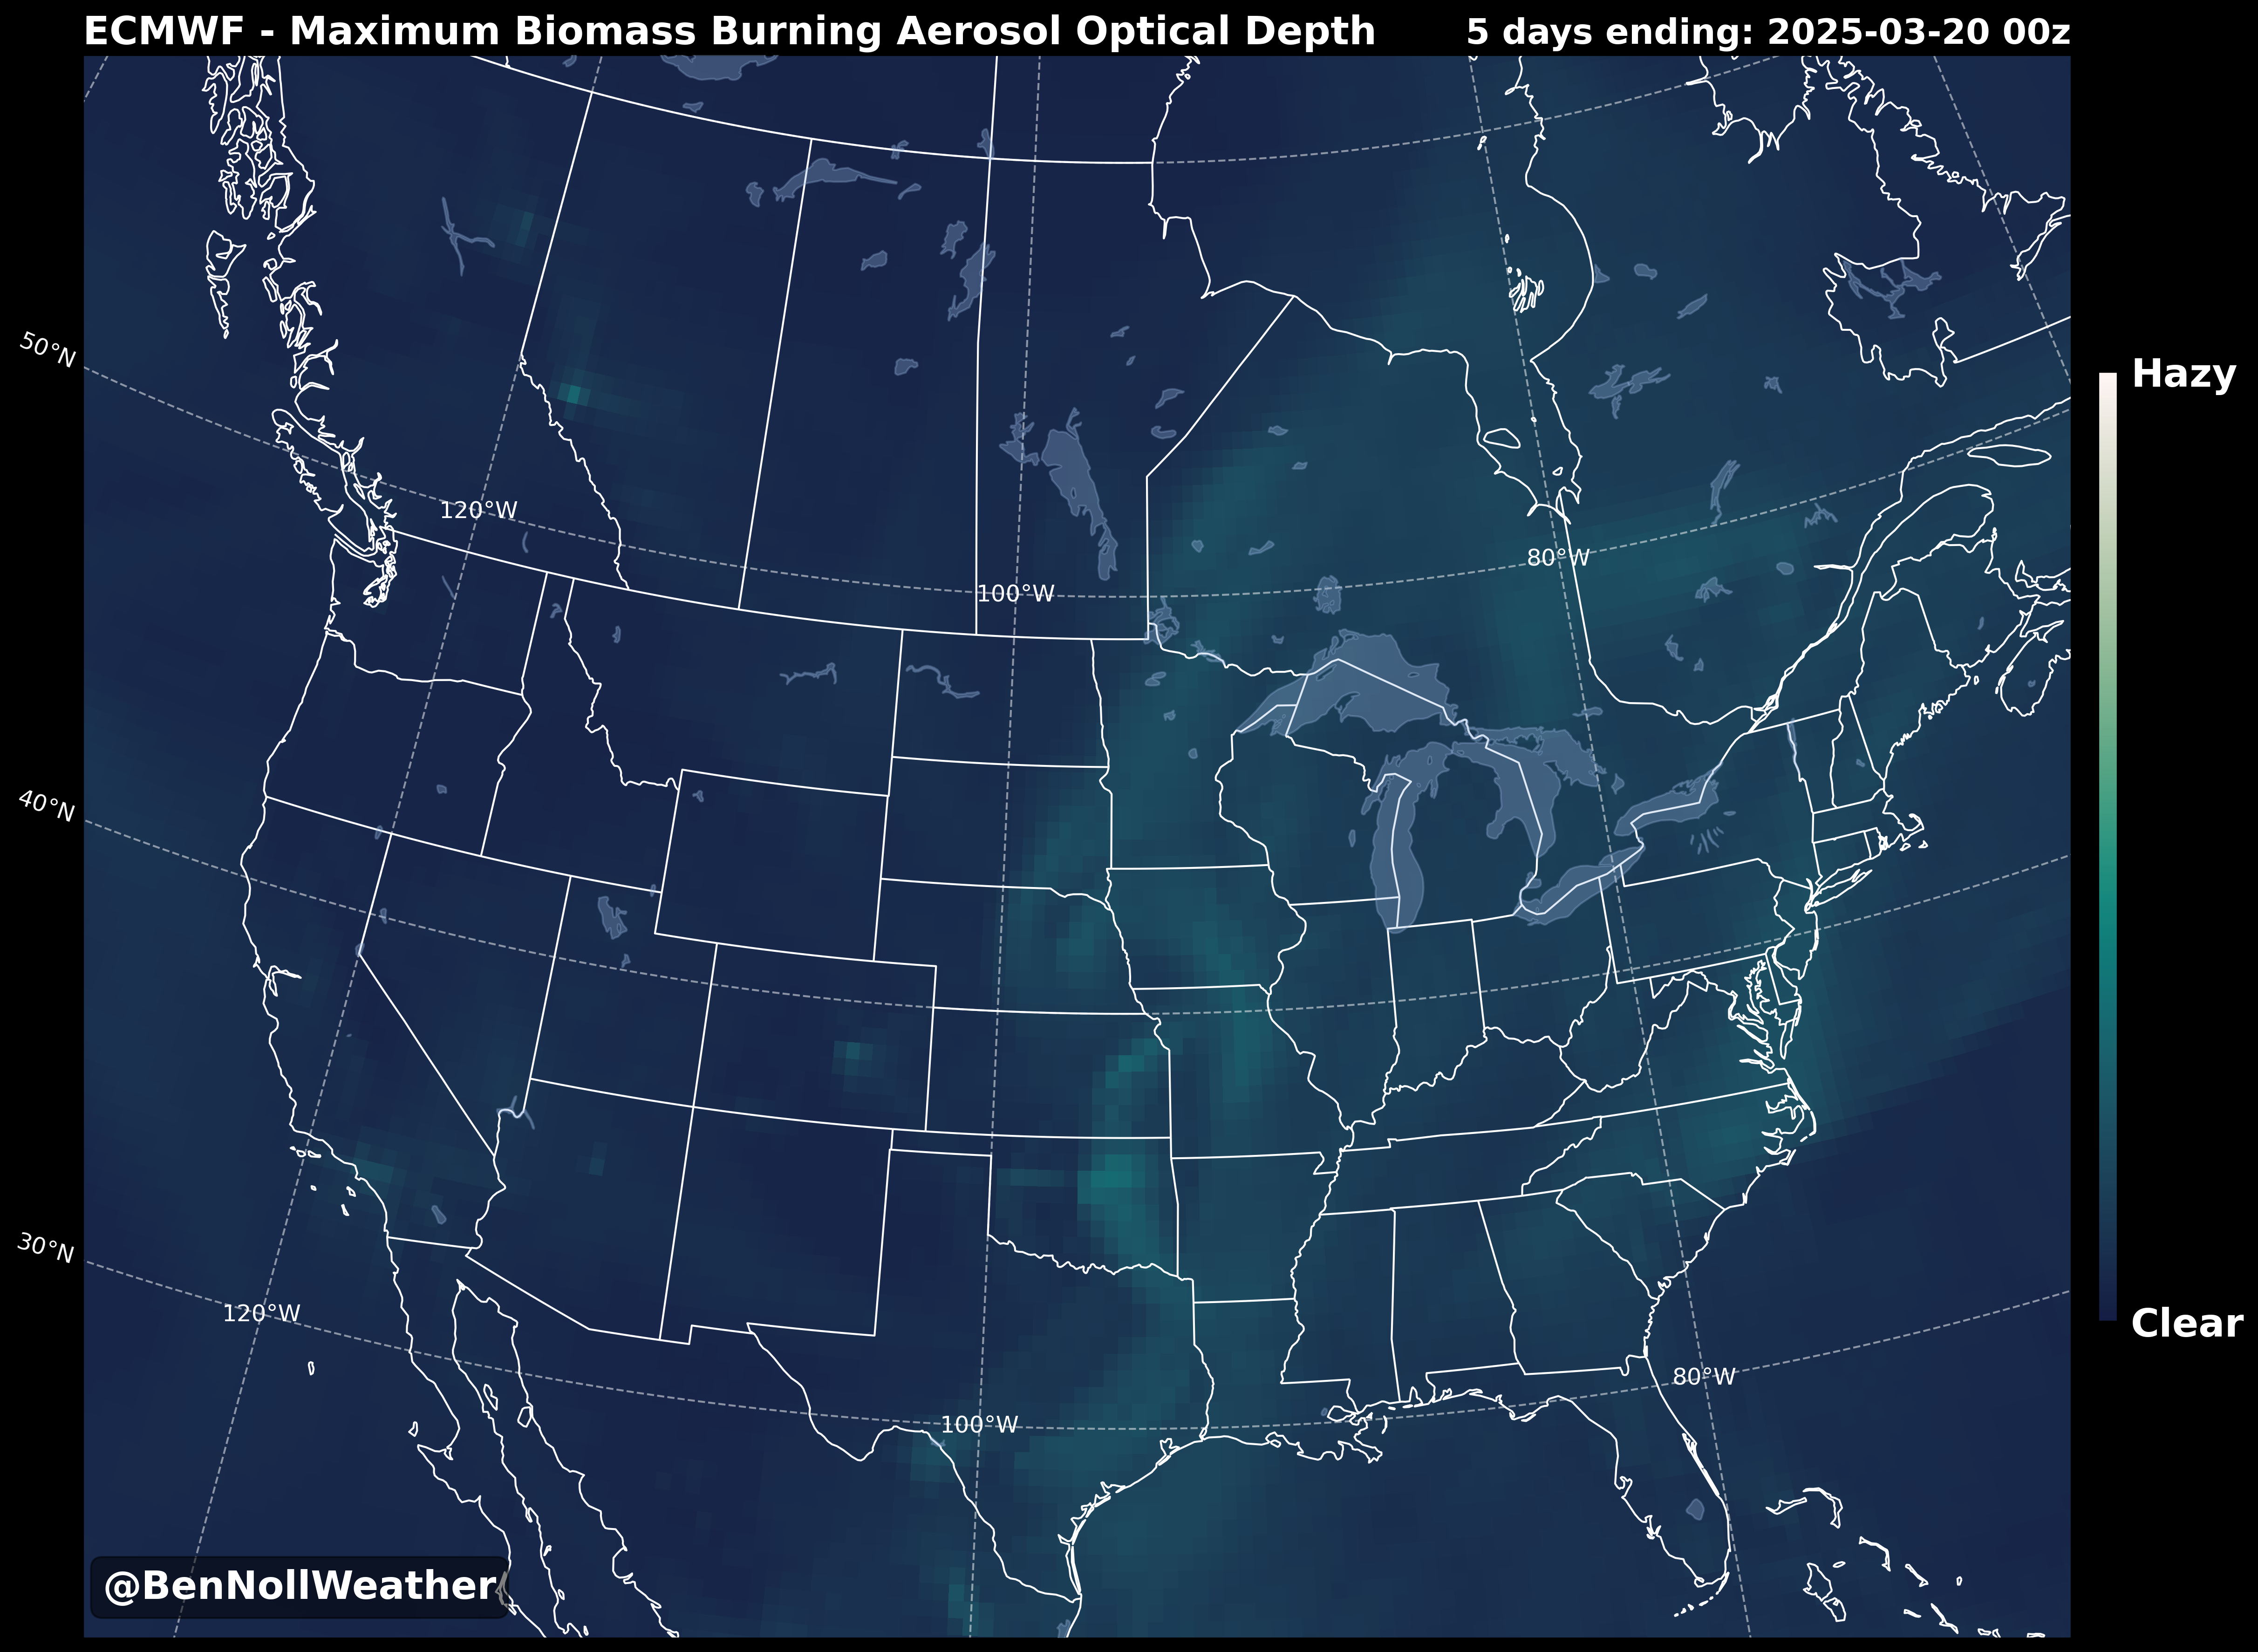 ECMWF - Maximum Biomass Burning Aerosol Optical Depth
5 days ending: 2025-03-20 00z
50°N
Hazy
120°W
80°W
100°W
40°N
30°N
120°W
Clear
80°W
100°W
@BenNollWeather